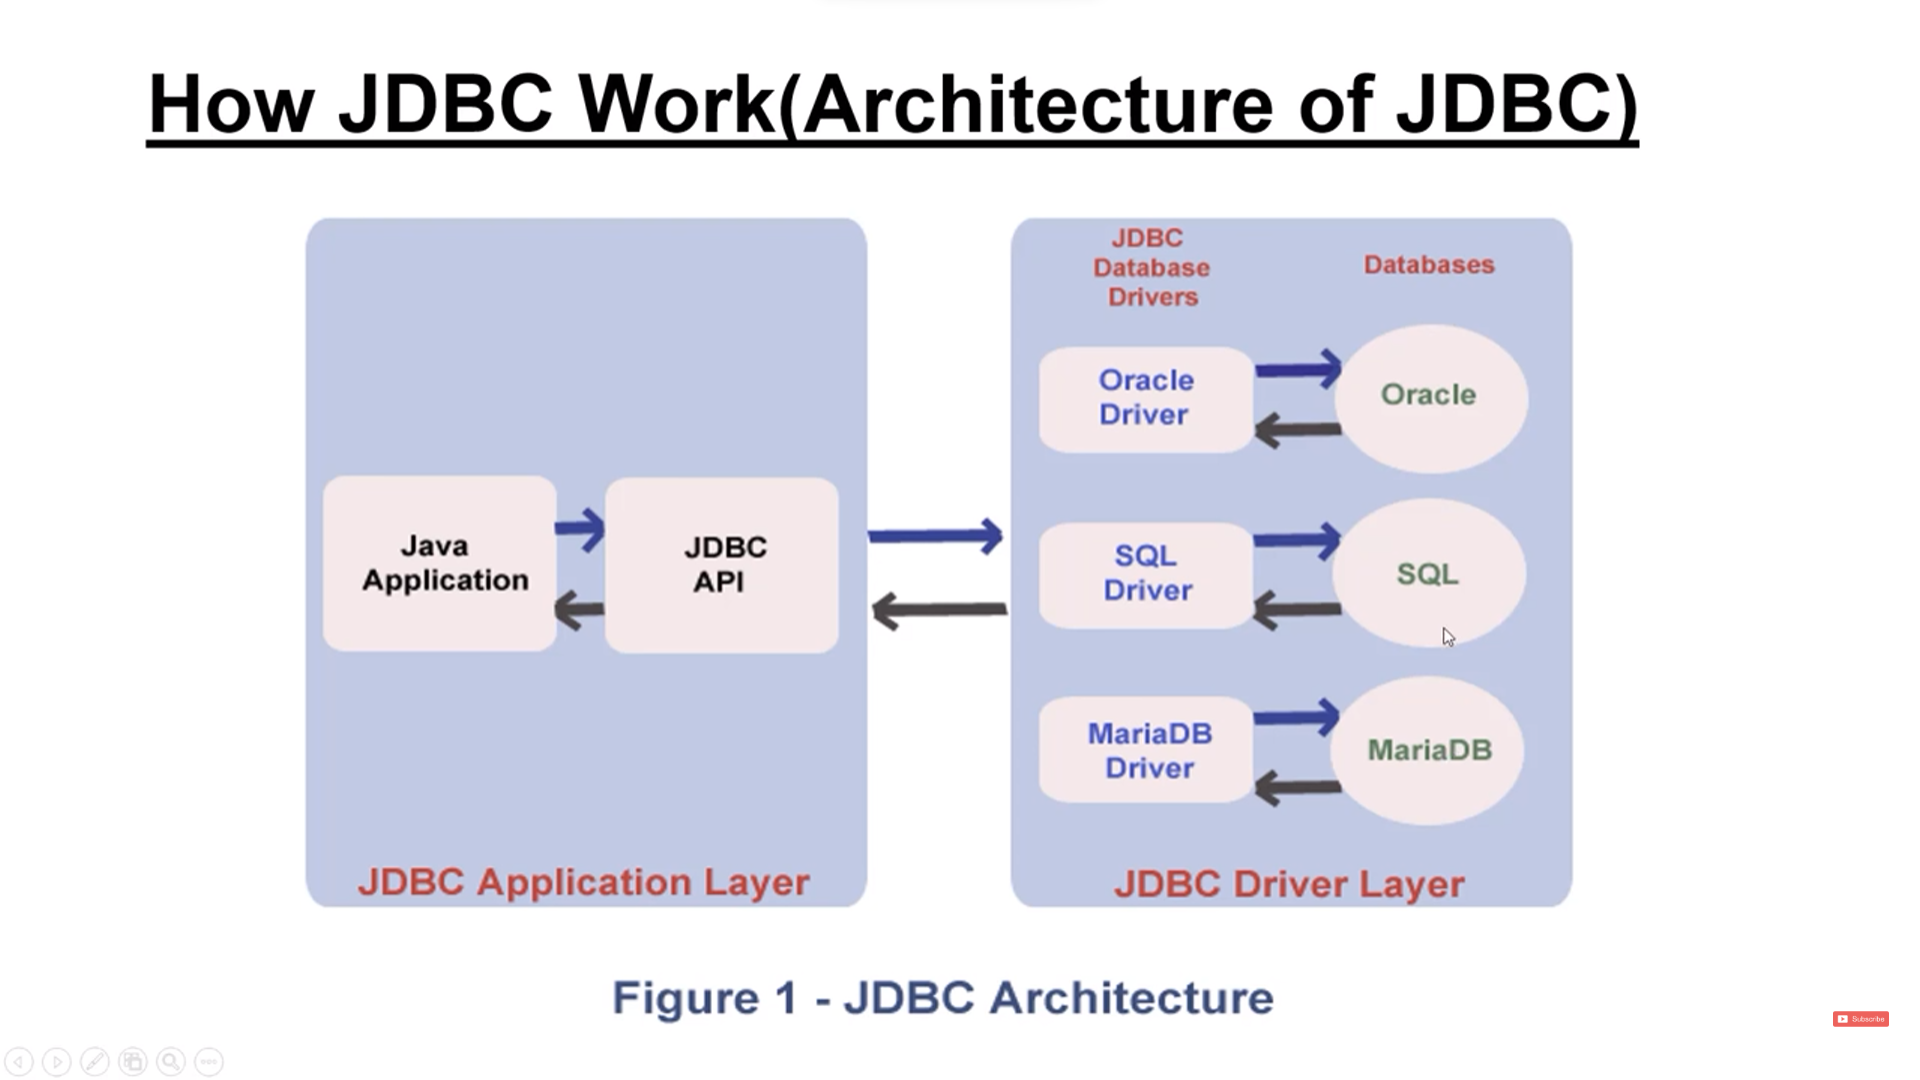 How JDBC Work(Architecture of JDBC)
Java
Application
JDBC
API
JDBC Application Layer
JDBC
Database
Drivers
Databases
Oracle
Driver
Oracle
SQL
Driver
SQL
MariaDB
Driver
MariaDB
JDBC Driver Layer
Figure 1 - JDBC Architecture
Subscribe